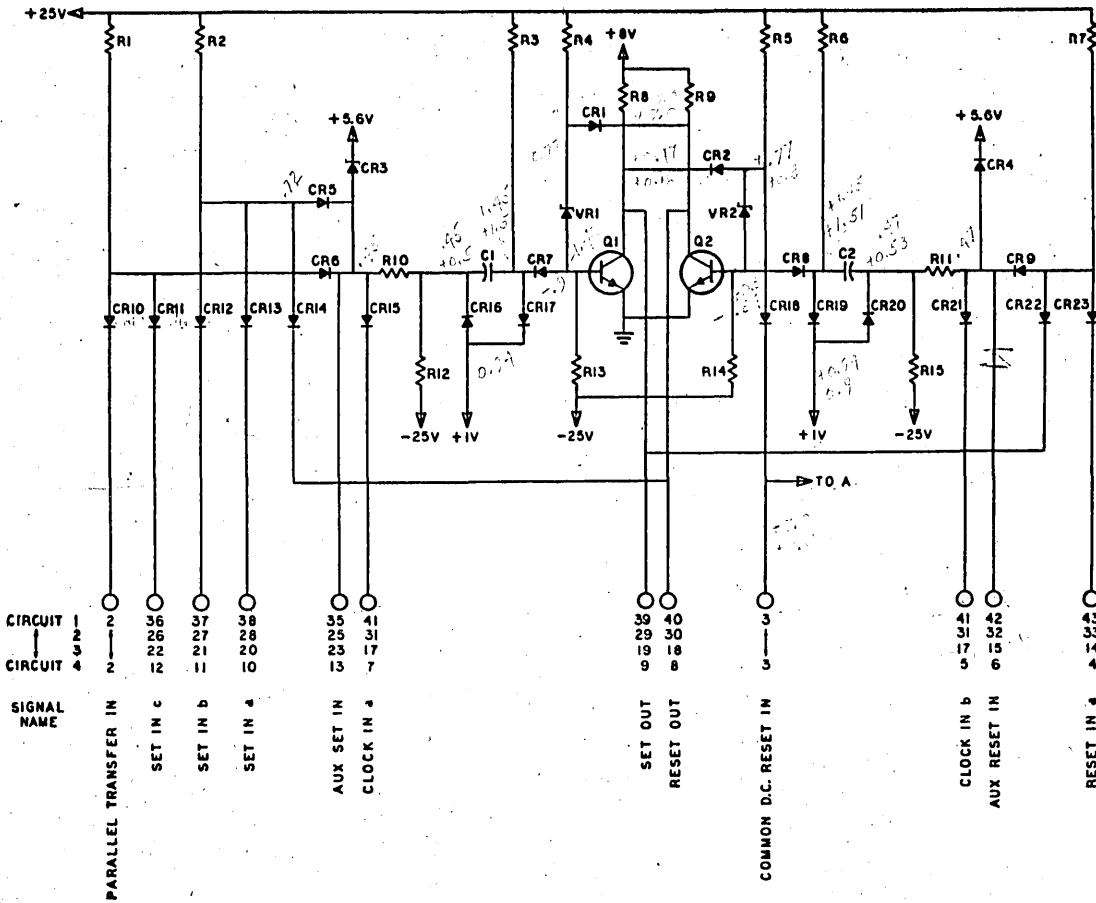 +25V
R1 R2 R3 R4 R5 R6 R7
+8V
R8 R9
CR1
+5.6V +5.6V
CR3 CR2 CR4
CR5
VR1 VR2
Q1 Q2
CR6 R10 C1 CR7 CR8 C2 R11 CR9
CR10 CR11 CR12 CR13 CR14 CR15 CR16 CR17 CR18 CR19 CR20 CR21 CR22 CR23
R12 R13 R14 R15
-25V +1V -25V +1V -25V
TO A
CIRCUIT 1 2 36 37 38 35 41 39 40 3 41 42 43
2 26 27 28 25 31 29 30 31 32 33
3 22 21 20 23 17 19 18 17 15 14
CIRCUIT 4 2 12 11 10 13 7 9 8 3 5 6 4
SIGNAL NAME
PARALLEL TRANSFER IN
SET IN c
SET IN b
SET IN a
AUX SET IN
CLOCK IN a
SET OUT
RESET OUT
COMMON D.C. RESET IN
CLOCK IN b
AUX RESET IN
RESET IN a